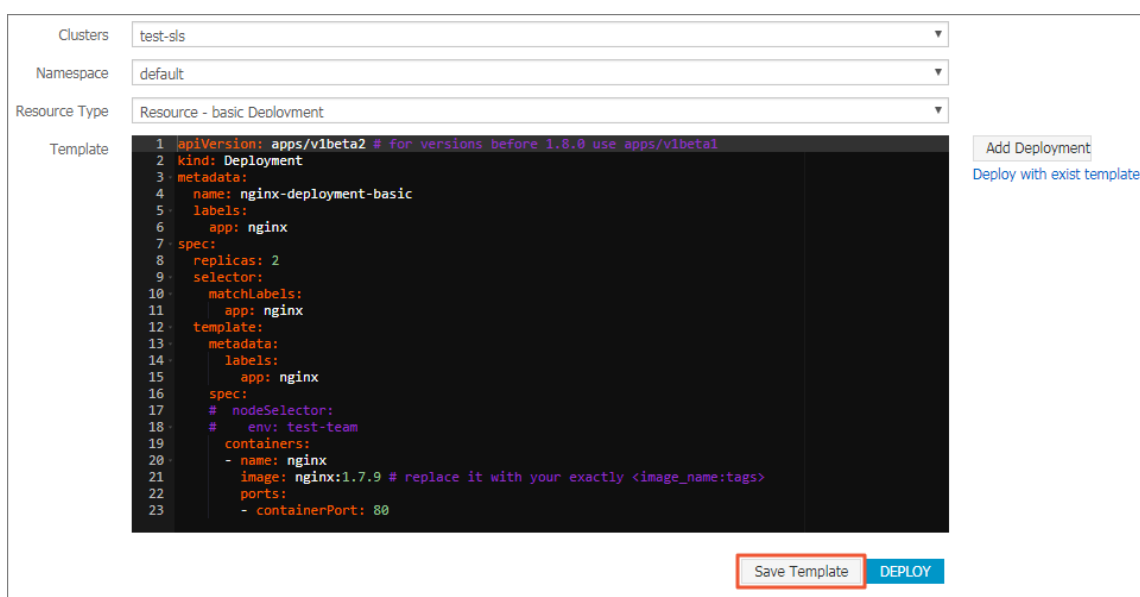 Clusters test-sls
Namespace default
Resource Type Resource - basic Deployment
Template
1 apiVersion: apps/v1beta2 # for versions before 1.8.0 use apps/v1beta1
2 kind: Deployment
3 metadata:
4 name: nginx-deployment-basic
5 labels:
6 app: nginx
7 spec:
8 replicas: 2
9 selector:
10 matchLabels:
11 app: nginx
12 template:
13 metadata:
14 labels:
15 app: nginx
16 spec:
17 # nodeSelector:
18 # env: test-team
19 containers:
20 - name: nginx
21 image: nginx:1.7.9 # replace it with your exactly <image_name:tags>
22 ports:
23 - containerPort: 80
Add Deployment
Deploy with exist template
Save Template DEPLOY